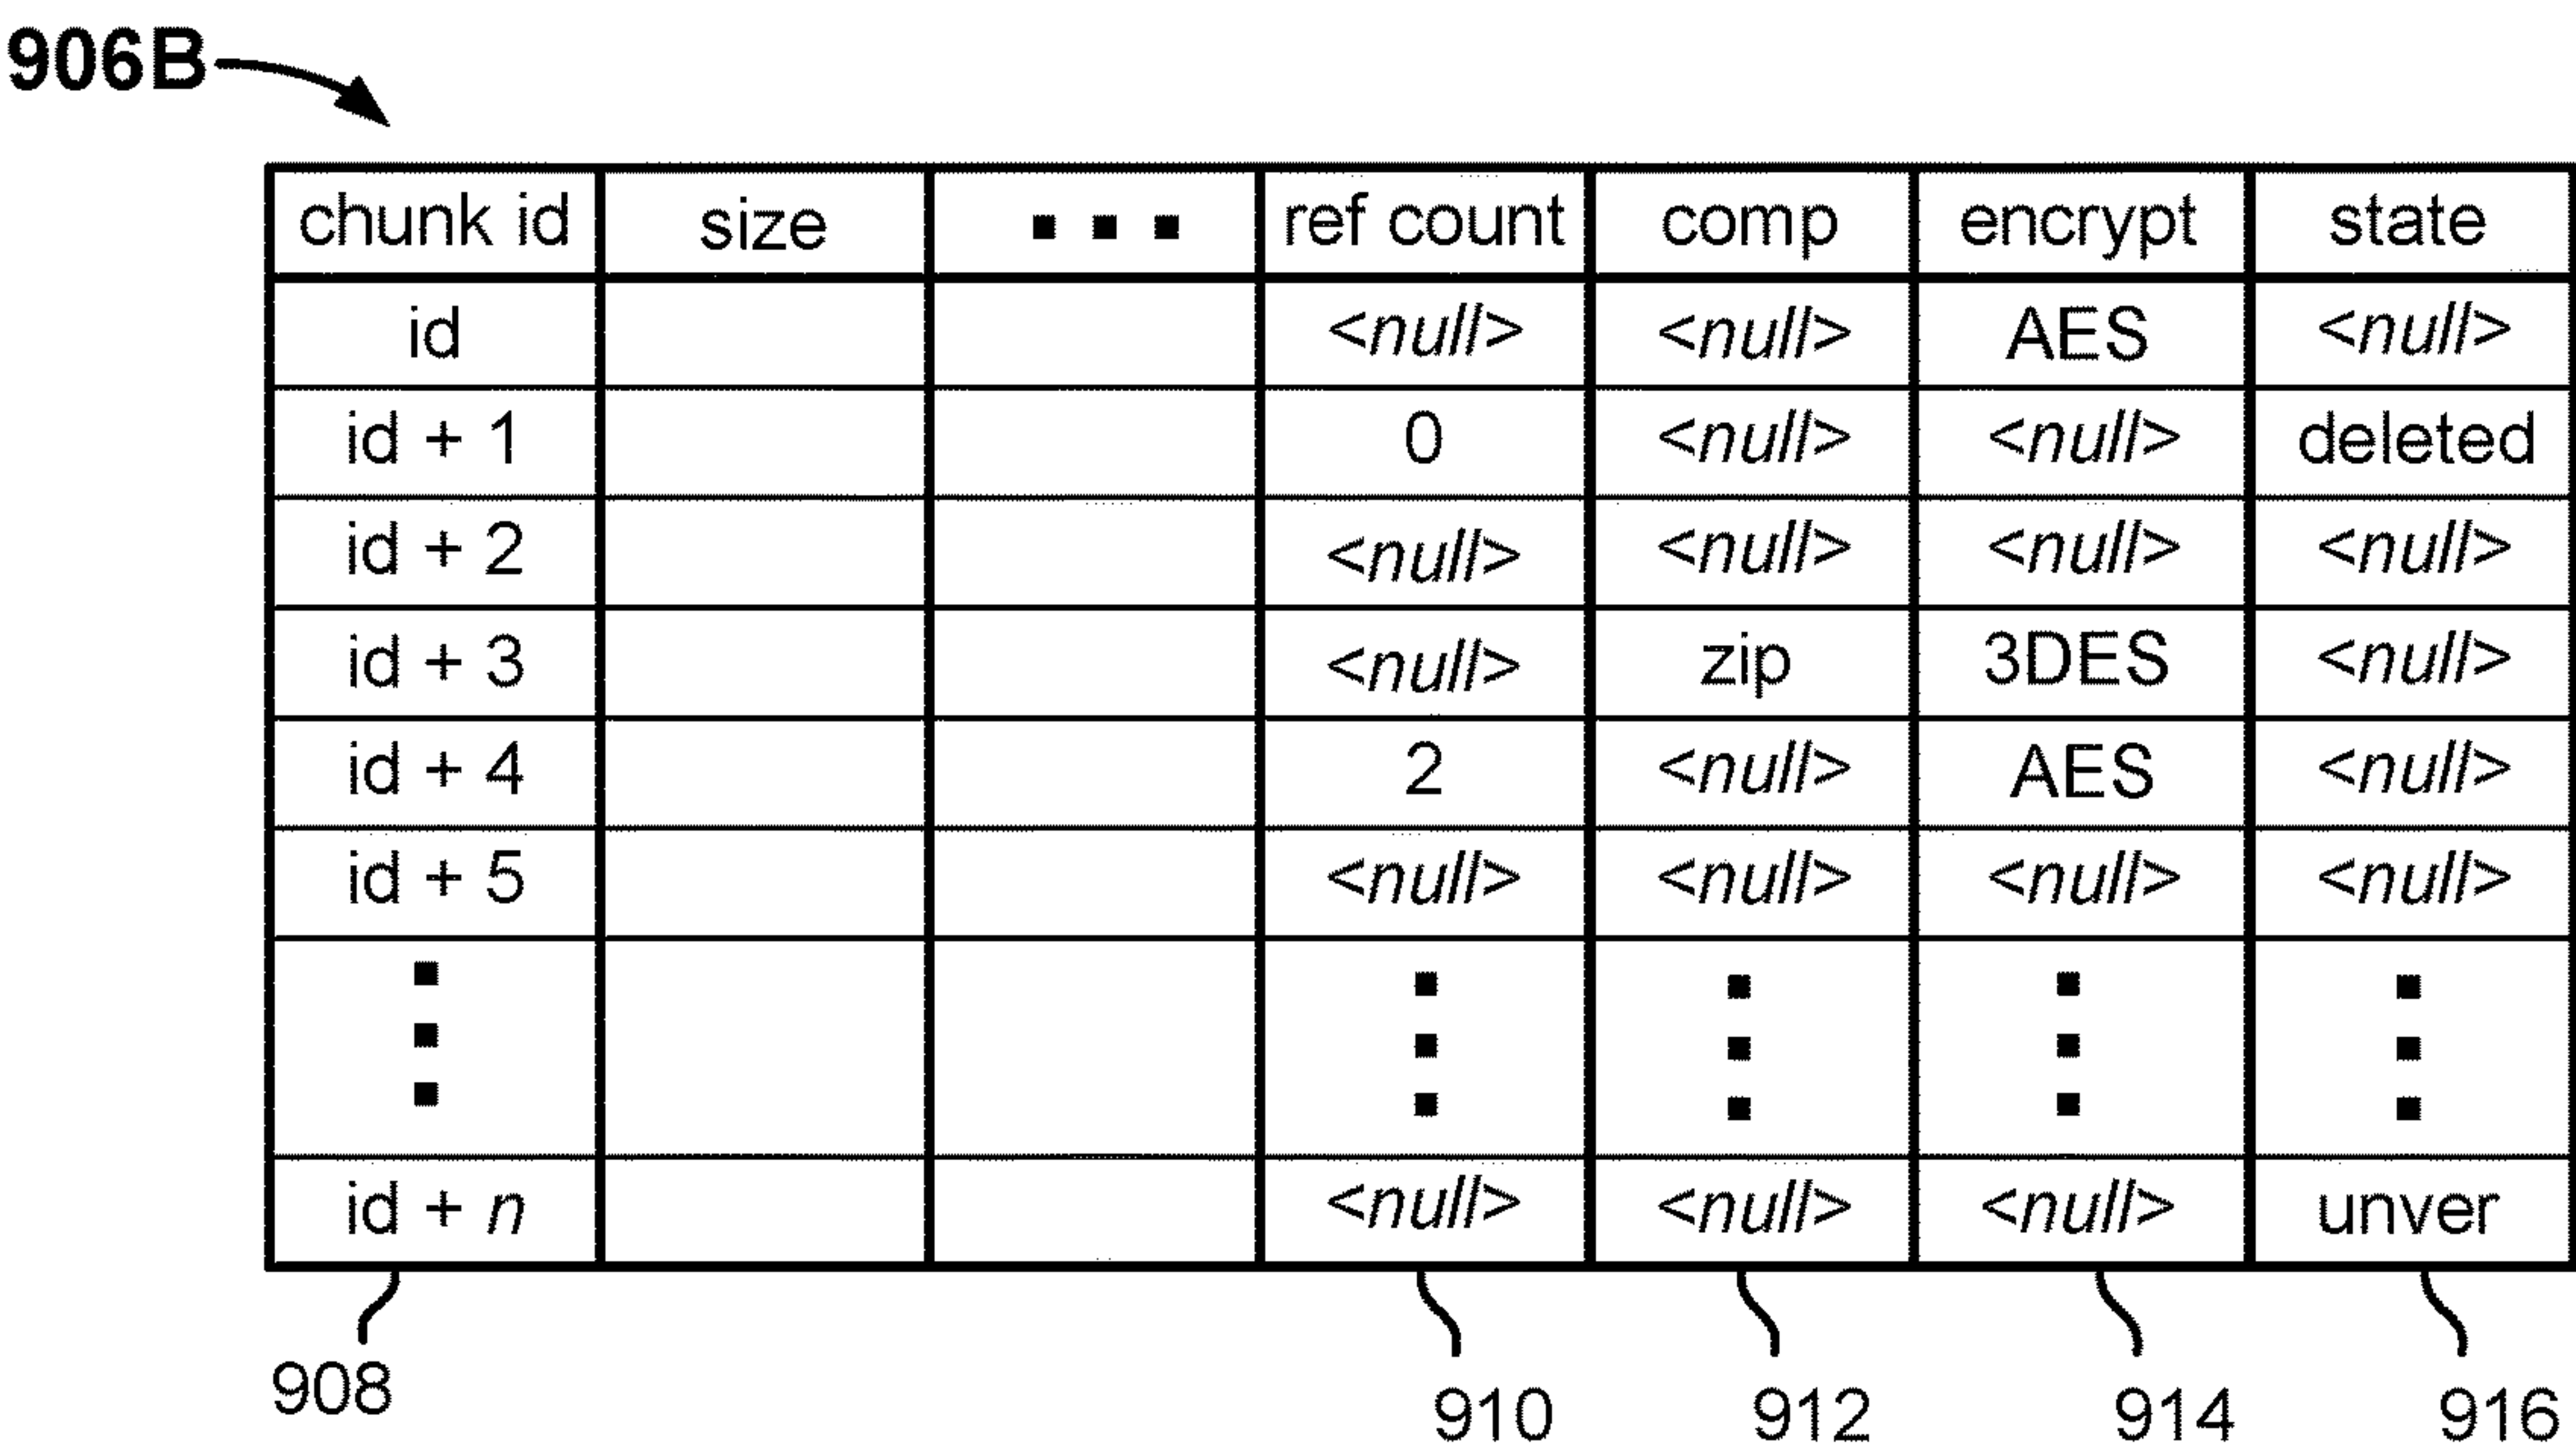 906B
chunk id size ▪ ▪ ▪ ref count comp encrypt state
id <null> <null> AES <null>
id + 1 0 <null> <null> deleted
id + 2 <null> <null> <null> <null>
id + 3 <null> zip 3DES <null>
id + 4 2 <null> AES <null>
id + 5 <null> <null> <null> <null>
id + n <null> <null> <null> unver
908 910 912 914 916